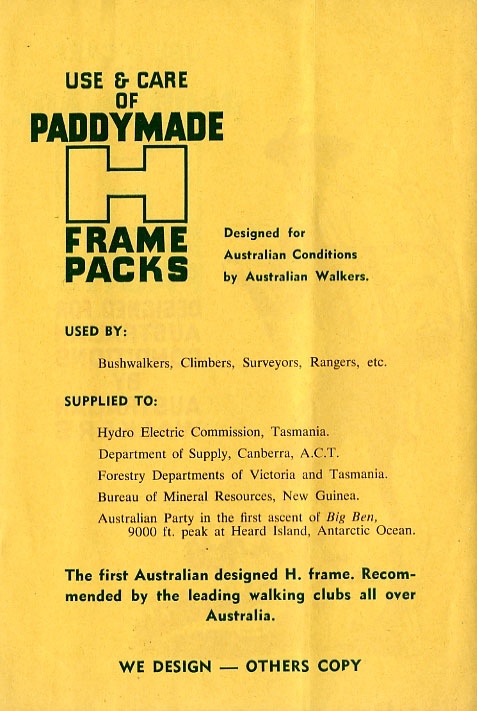 USE & CARE
OF
PADDYMADE
H
FRAME
PACKS
Designed for
Australian Conditions
by Australian Walkers.
USED BY:
Bushwalkers, Climbers, Surveyors, Rangers, etc.
SUPPLIED TO:
Hydro Electric Commission, Tasmania.
Department of Supply, Canberra, A.C.T.
Forestry Departments of Victoria and Tasmania.
Bureau of Mineral Resources, New Guinea.
Australian Party in the first ascent of Big Ben,
9000 ft. peak at Heard Island, Antarctic Ocean.
The first Australian designed H. frame. Recom-
mended by the leading walking clubs all over
Australia.
WE DESIGN — OTHERS COPY